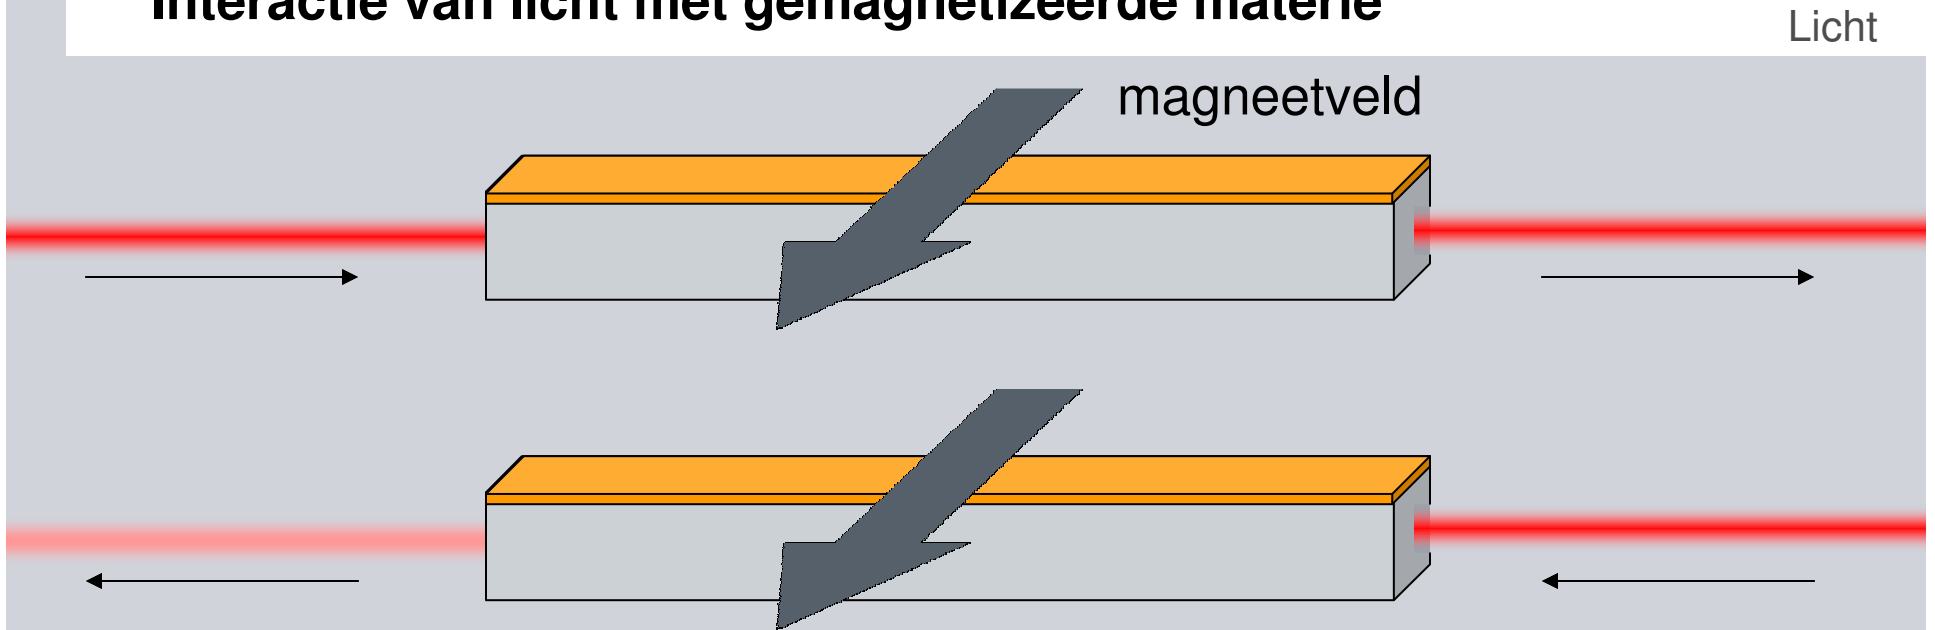 Interactie van licht met gemagnetizeerde materie
Licht
magneetveld